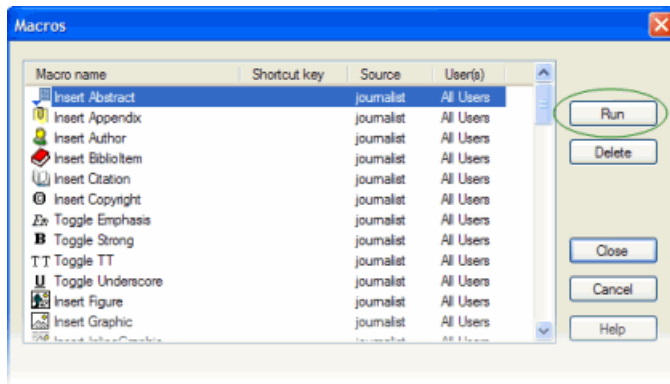 Macros
Macro name Shortcut key Source User(s)
Insert Abstract journalist All Users
Insert Appendix journalist All Users
Insert Author journalist All Users
Insert BiblioItem journalist All Users
Insert Citation journalist All Users
Insert Copyright journalist All Users
Em Toggle Emphasis journalist All Users
B Toggle Strong journalist All Users
TT Toggle TT journalist All Users
U Toggle Underscore journalist All Users
Insert Figure journalist All Users
Insert Graphic journalist All Users
Run
Delete
Close
Cancel
Help